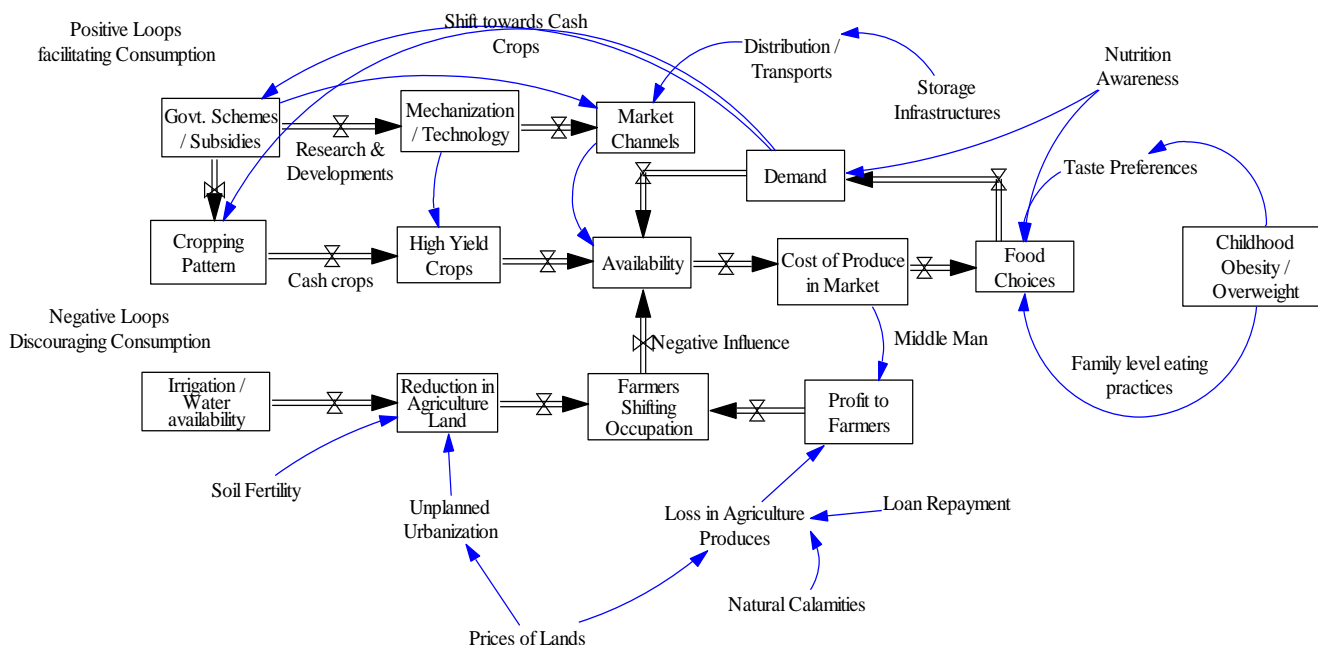 Positive Loops
facilitating Consumption
Shift towards Cash
Crops
Distribution /
Transports
Storage
Infrastructures
Nutrition
Awareness
Govt. Schemes
/ Subsidies
Research &
Developments
Mechanization
/ Technology
Market
Channels
Demand
Taste Preferences
Cropping
Pattern
Cash crops
High Yield
Crops
Availability
Cost of Produce
in Market
Food
Choices
Childhood
Obesity /
Overweight
Negative Loops
Discouraging Consumption
Negative Influence
Middle Man
Family level eating
practices
Irrigation /
Water
availability
Reduction in
Agriculture
Land
Farmers
Shifting
Occupation
Profit to
Farmers
Soil Fertility
Unplanned
Urbanization
Loss in Agriculture
Produces
Loan Repayment
Natural Calamities
Prices of Lands